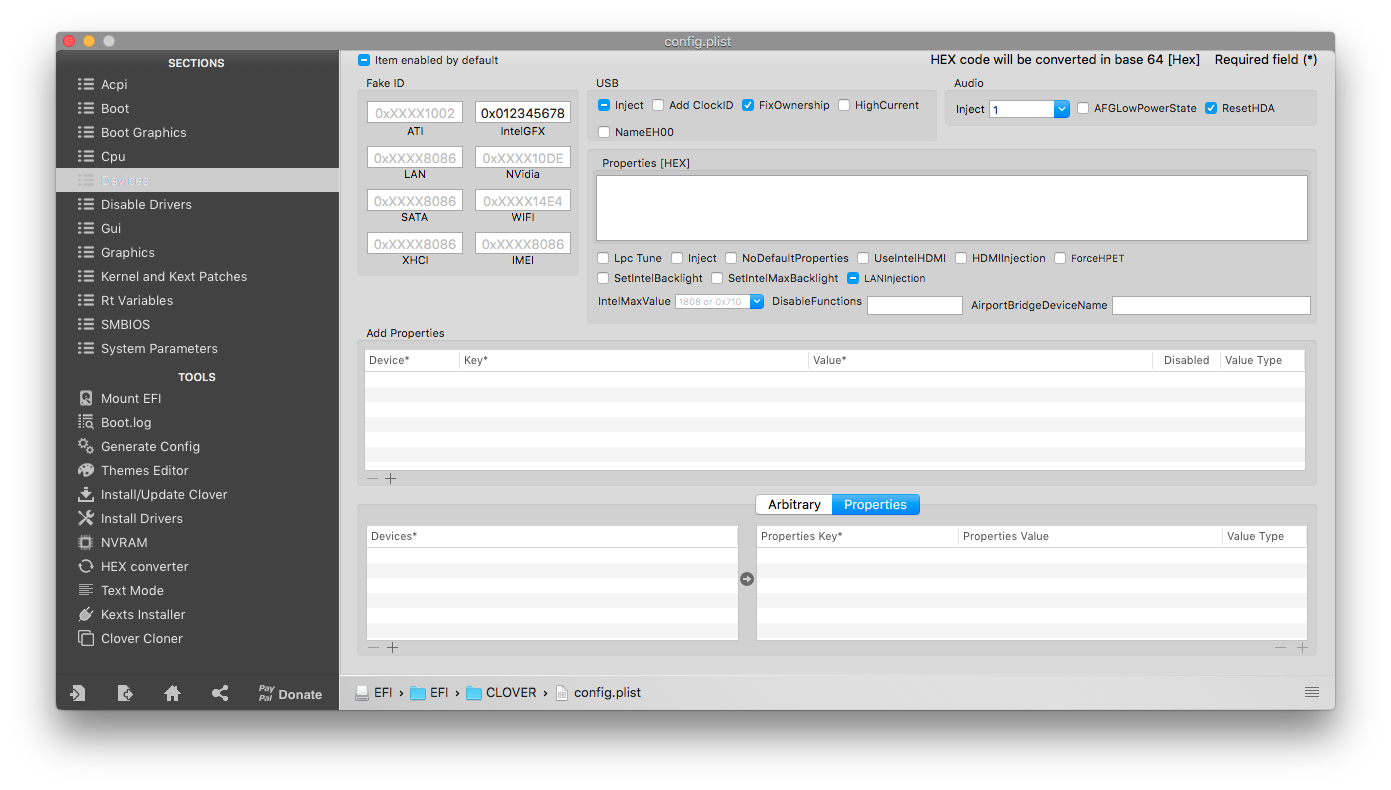 config.plist
SECTIONS
Acpi
Boot
Boot Graphics
Cpu
Devices
Disable Drivers
Gui
Graphics
Kernel and Kext Patches
Rt Variables
SMBIOS
System Parameters
TOOLS
Mount EFI
Boot.log
Generate Config
Themes Editor
Install/Update Clover
Install Drivers
NVRAM
HEX converter
Text Mode
Kexts Installer
Clover Cloner
Pay
Pal Donate
Item enabled by default
HEX code will be converted in base 64 [Hex] Required field (*)
Fake ID
0xXXXX1002 0x012345678
ATI IntelGFX
0xXXXX8086 0xXXXX10DE
LAN NVidia
0xXXXX8086 0xXXXX14E4
SATA WIFI
0xXXXX8086 0xXXXX8086
XHCI IMEI
USB
Inject Add ClockID FixOwnership HighCurrent
NameEH00
Audio
Inject 1 AFGLowPowerState ResetHDA
Properties [HEX]
Lpc Tune Inject NoDefaultProperties UseIntelHDMI HDMIInjection ForceHPET
SetIntelBacklight SetIntelMaxBacklight LANInjection
IntelMaxValue 1808 or 0x710 DisableFunctions AirportBridgeDeviceName
Add Properties
Device* Key* Value* Disabled Value Type
Arbitrary Properties
Devices*
Properties Key* Properties Value Value Type
EFI › EFI › CLOVER › config.plist